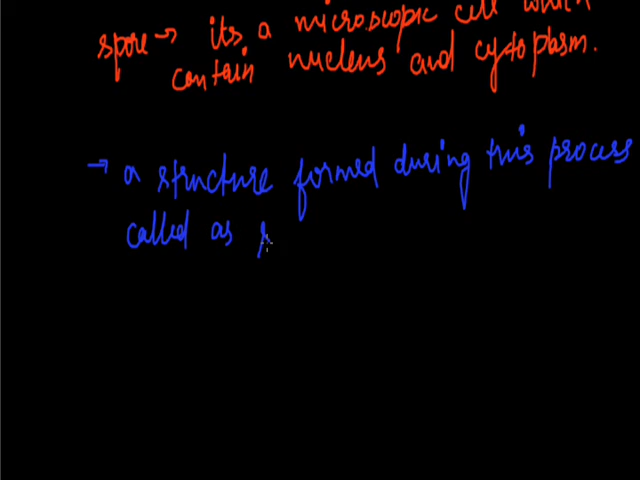 spore → its a microscopic cell which
contain nucleus and cytoplasm.
→ a structure formed during this process
called as